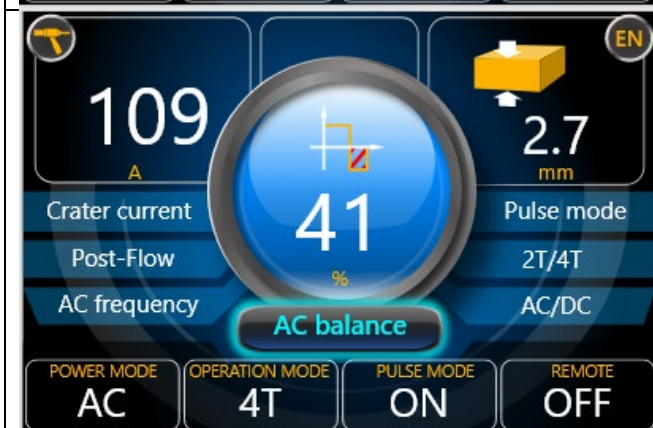 EN
109
A
2.7
mm
41
%
Crater current
Pulse mode
Post-Flow
2T/4T
AC frequency
AC/DC
AC balance
POWER MODE
AC
OPERATION MODE
4T
PULSE MODE
ON
REMOTE
OFF